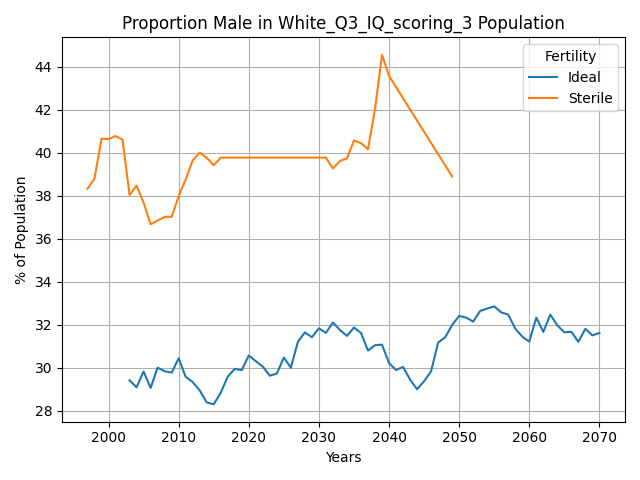 Proportion Male in White_Q3_IQ_scoring_3 Population
Fertility
Ideal
Sterile
% of Population
44
42
40
38
36
34
32
30
28
2000 2010 2020 2030 2040 2050 2060 2070
Years